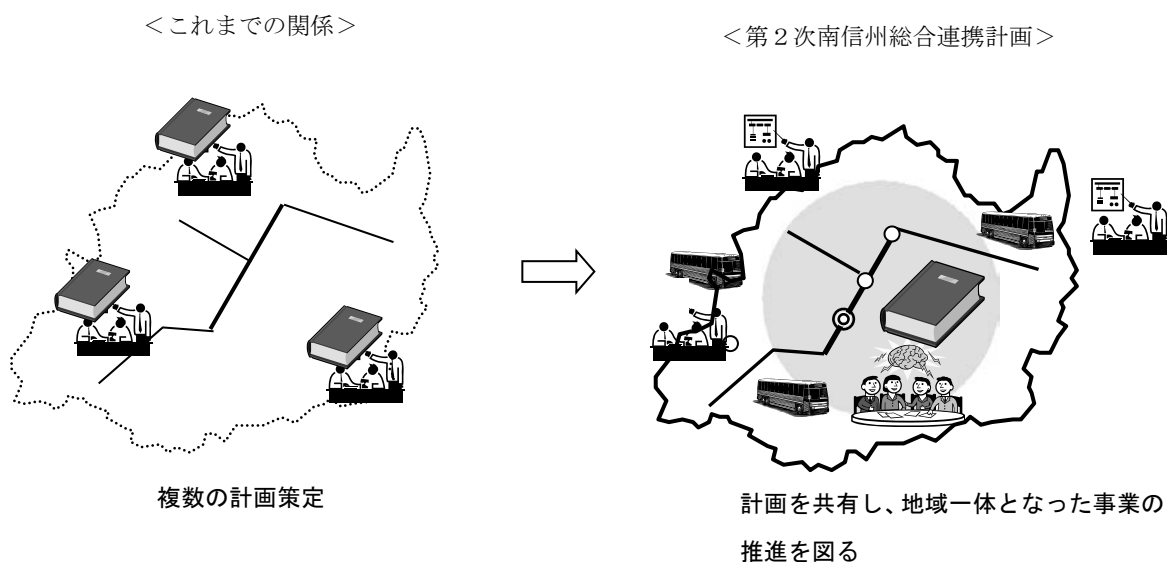 ＜これまでの関係＞
＜第２次南信州総合連携計画＞
複数の計画策定
計画を共有し、地域一体となった事業の
推進を図る